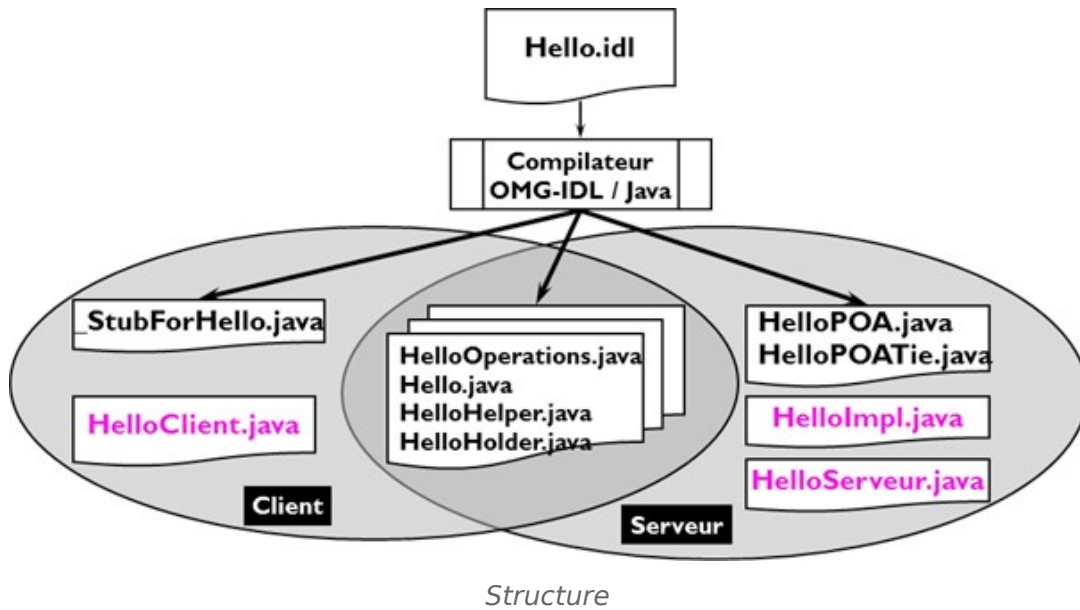 Hello.idl
Compilateur
OMG-IDL / Java
_StubForHello.java
HelloClient.java
Client
HelloOperations.java
Hello.java
HelloHelper.java
HelloHolder.java
HelloPOA.java
HelloPOATie.java
HelloImpl.java
HelloServeur.java
Serveur
Structure